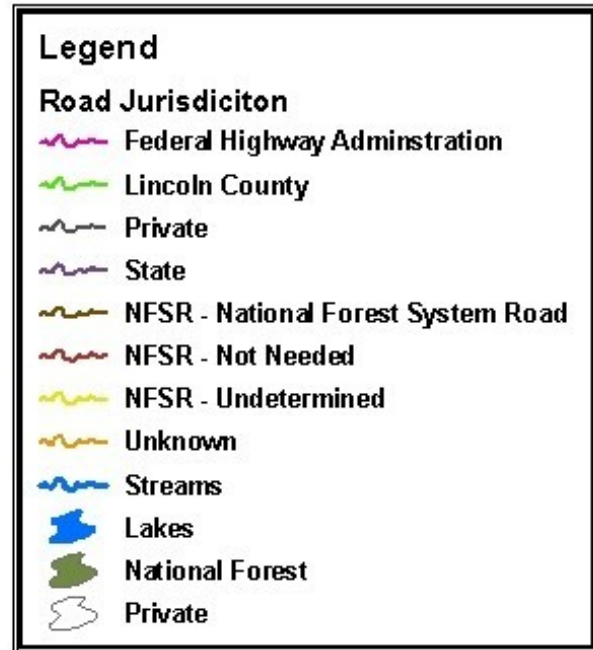 Legend
Road Jurisdiciton
Federal Highway Adminstration
Lincoln County
Private
State
NFSR - National Forest System Road
NFSR - Not Needed
NFSR - Undetermined
Unknown
Streams
Lakes
National Forest
Private